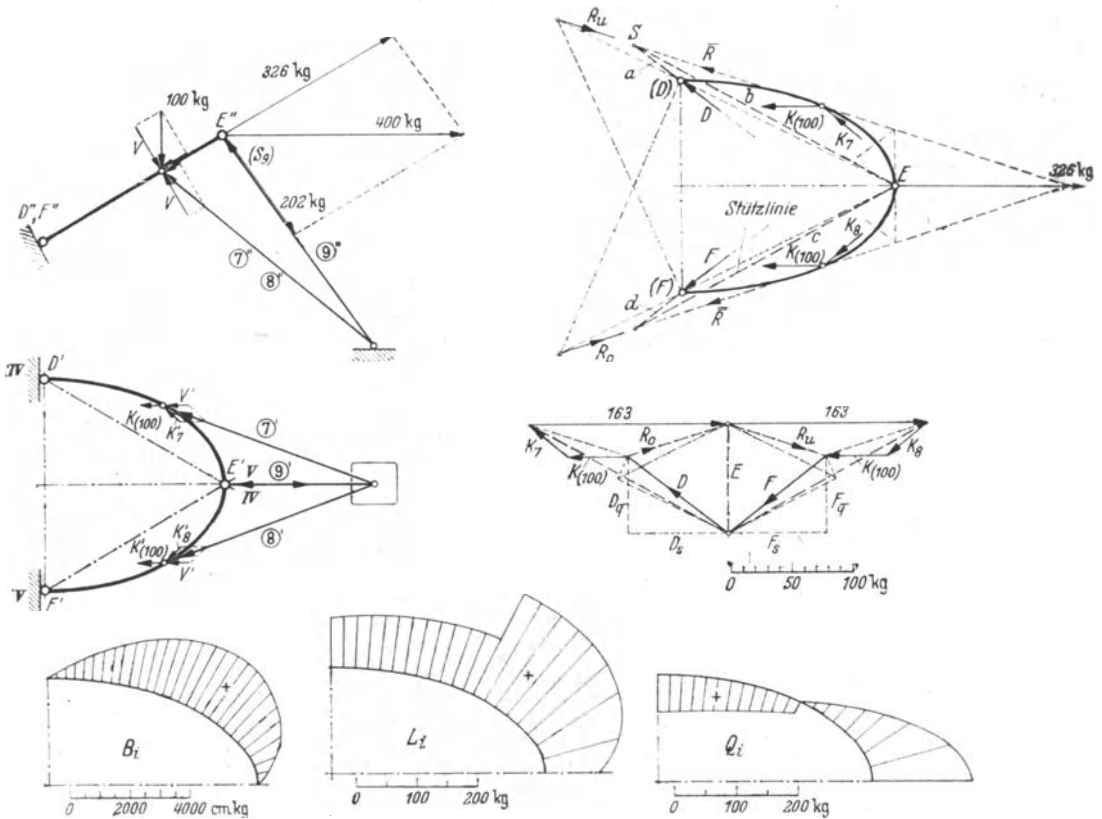 326 kg
100 kg
E″
400 kg
V
(S9)
V
202 kg
D″, F″
⑨″
⑦″
⑧″
Ru
S
R̅
a
(D)
b
D
K(100)
K7
E
326 kg
Stützlinie
c
K8
F
K(100)
(F)
d
R̅
Ro
IV
D'
V'
K(100)
K'7
⑦'
E'
V
⑨'
IV
⑧'
K'8
K'(100)
V'
V
F'
163
163
K7
Ro
Ru
K8
K(100)
K(100)
D
E
F
Dq
Fq
Ds
Fs
0 50 100 kg
+
Bi
0 2000 4000 cm kg
+
Li
0 100 200 kg
+
Qi
0 100 200 kg